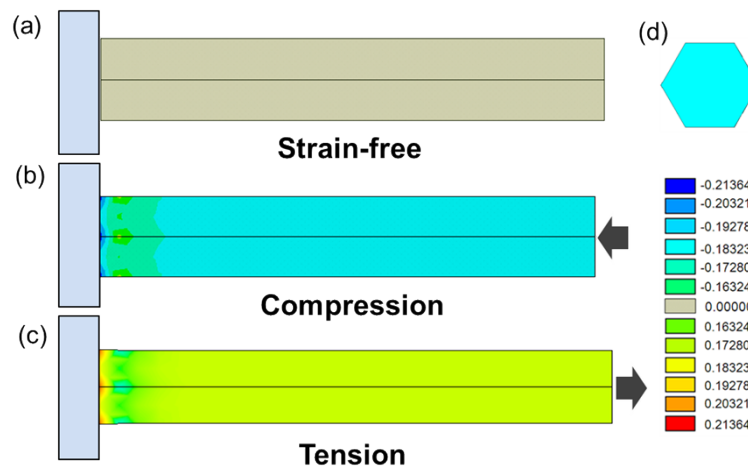 (a)
(d)
Strain-free
(b)
Compression
(c)
Tension
-0.21364
-0.20321
-0.19278
-0.18323
-0.17280
-0.16324
0.00000
0.16324
0.17280
0.18323
0.19278
0.20321
0.21364